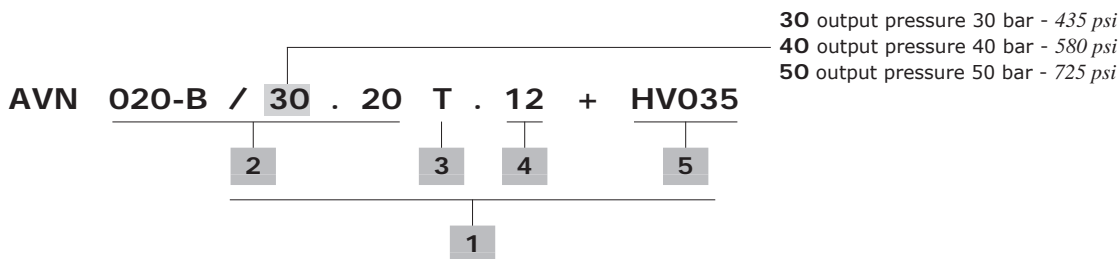 30 output pressure 30 bar - 435 psi
40 output pressure 40 bar - 580 psi
50 output pressure 50 bar - 725 psi
AVN 020-B / 30 . 20 T . 12 + HV035
2 3 4 5
1